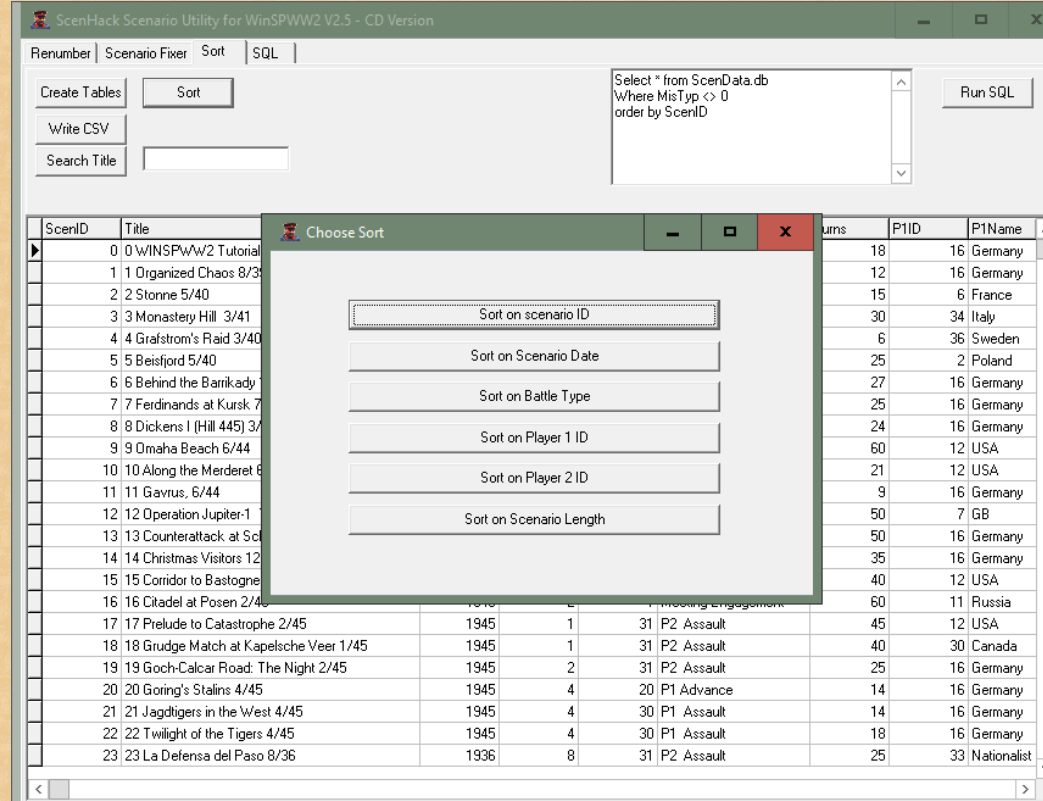 ScenHack Scenario Utility for WinSPWW2 V2.5 - CD Version
Renumber Scenario Fixer Sort SQL
Create Tables Sort
Write CSV
Search Title
Select * from ScenData.db
Where MisTyp <> 0
order by ScenID
Run SQL
ScenID Title urns P1ID P1Name
0 0 WINSPWW2 Tutorial 18 16 Germany
1 1 Organized Chaos 8/39 12 16 Germany
2 2 Stonne 5/40 15 6 France
3 3 Monastery Hill 3/41 30 34 Italy
4 4 Grafstrom's Raid 3/40 6 36 Sweden
5 5 Beisfjord 5/40 25 2 Poland
6 6 Behind the Barrikady 27 16 Germany
7 7 Ferdinands at Kursk 7 25 16 Germany
8 8 Dickens I (Hill 445) 3/ 24 16 Germany
9 9 Omaha Beach 6/44 60 12 USA
10 10 Along the Merderet 6 21 12 USA
11 11 Gavrus, 6/44 9 16 Germany
12 12 Operation Jupiter-1 50 7 GB
13 13 Counterattack at Sc 50 16 Germany
14 14 Christmas Visitors 12 35 16 Germany
15 15 Corridor to Bastogne 40 12 USA
16 16 Citadel at Posen 2/45 60 11 Russia
17 17 Prelude to Catastrophe 2/45 1945 1 31 P2 Assault 45 12 USA
18 18 Grudge Match at Kapelsche Veer 1/45 1945 1 31 P2 Assault 40 30 Canada
19 19 Goch-Calcar Road: The Night 2/45 1945 2 31 P2 Assault 25 16 Germany
20 20 Goring's Stalins 4/45 1945 4 20 P1 Advance 14 16 Germany
21 21 Jagdtigers in the West 4/45 1945 4 30 P1 Assault 14 16 Germany
22 22 Twilight of the Tigers 4/45 1945 4 30 P1 Assault 18 16 Germany
23 23 La Defensa del Paso 8/36 1936 8 31 P2 Assault 25 33 Nationalist
Choose Sort
Sort on scenario ID
Sort on Scenario Date
Sort on Battle Type
Sort on Player 1 ID
Sort on Player 2 ID
Sort on Scenario Length